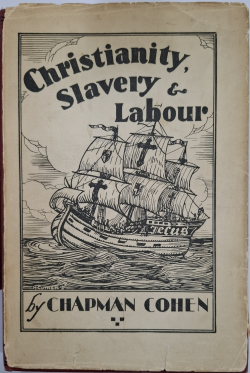 Christianity,
Slavery &
Labour
JESUS
by CHAPMAN COHEN